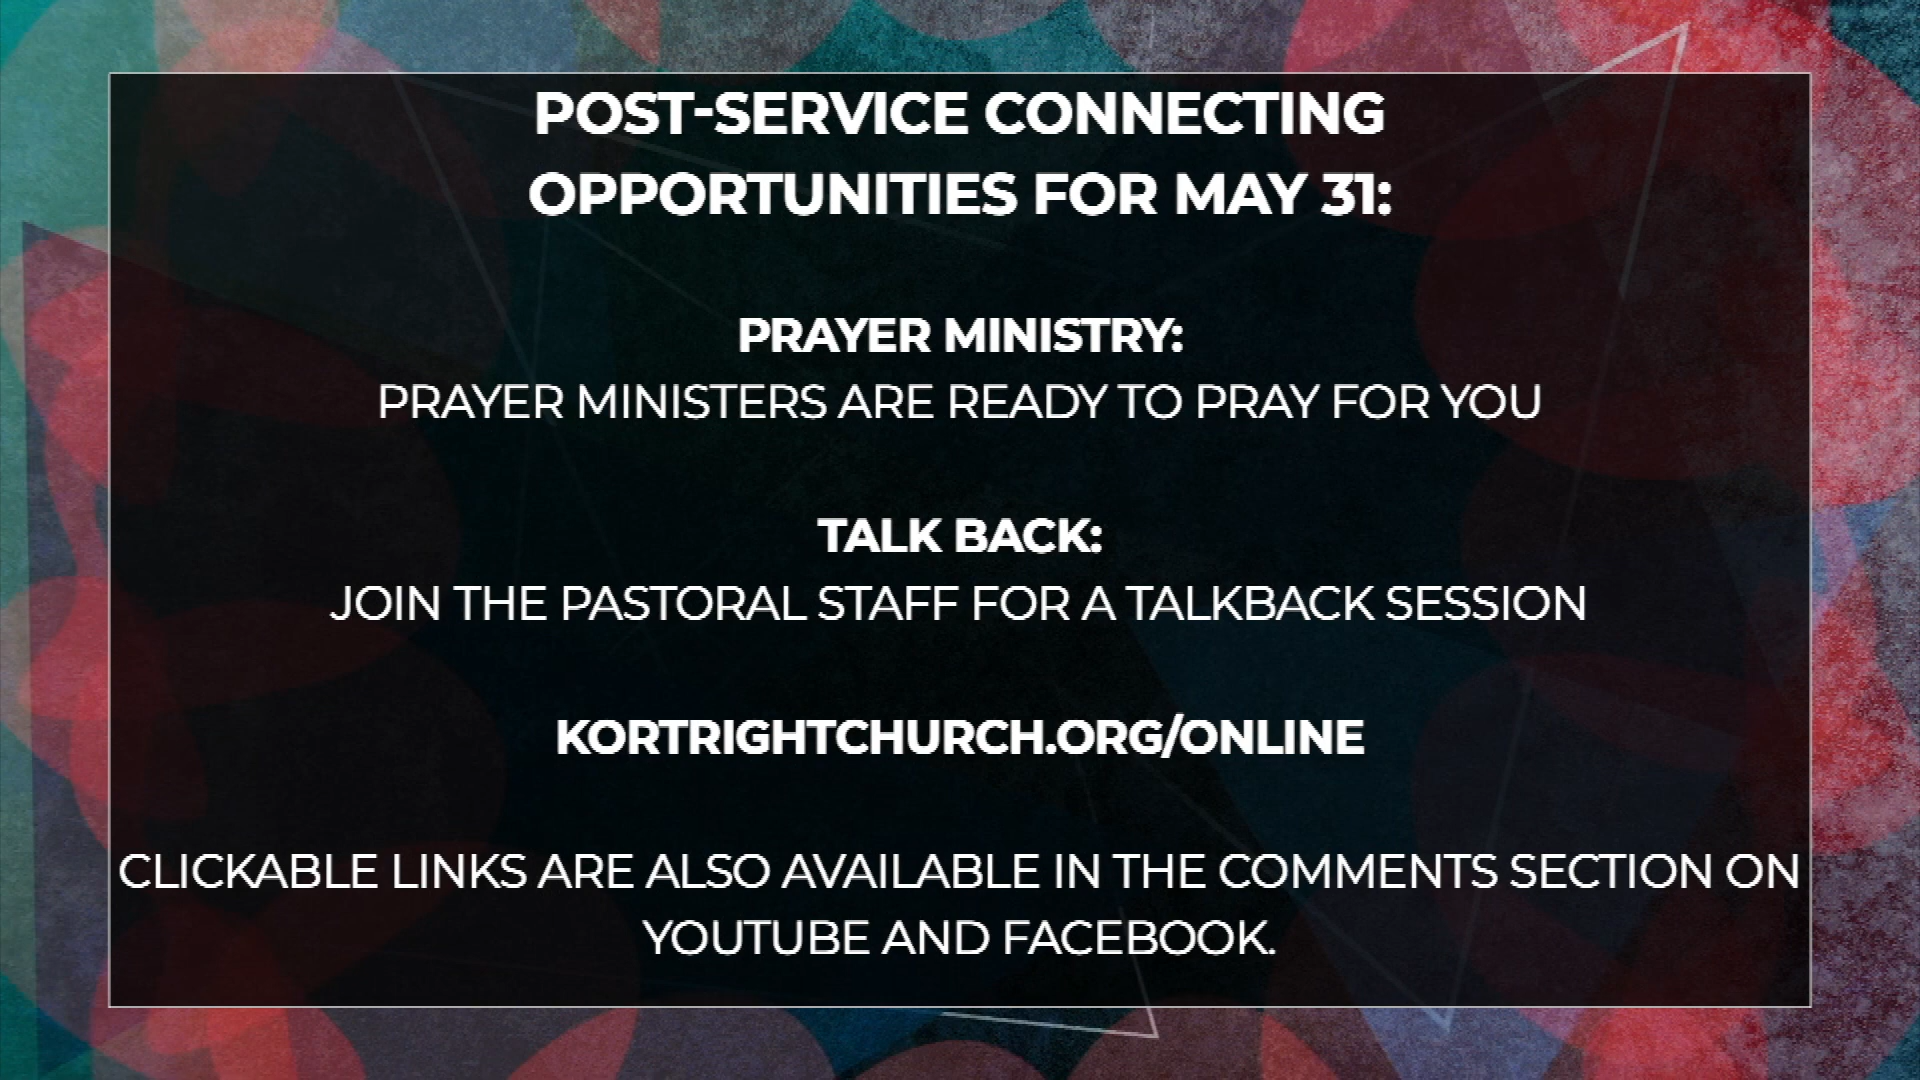 POST-SERVICE CONNECTING
OPPORTUNITIES FOR MAY 31:
PRAYER MINISTRY:
PRAYER MINISTERS ARE READY TO PRAY FOR YOU
TALK BACK:
JOIN THE PASTORAL STAFF FOR A TALKBACK SESSION
KORTRIGHTCHURCH.ORG/ONLINE
CLICKABLE LINKS ARE ALSO AVAILABLE IN THE COMMENTS SECTION ON
YOUTUBE AND FACEBOOK.